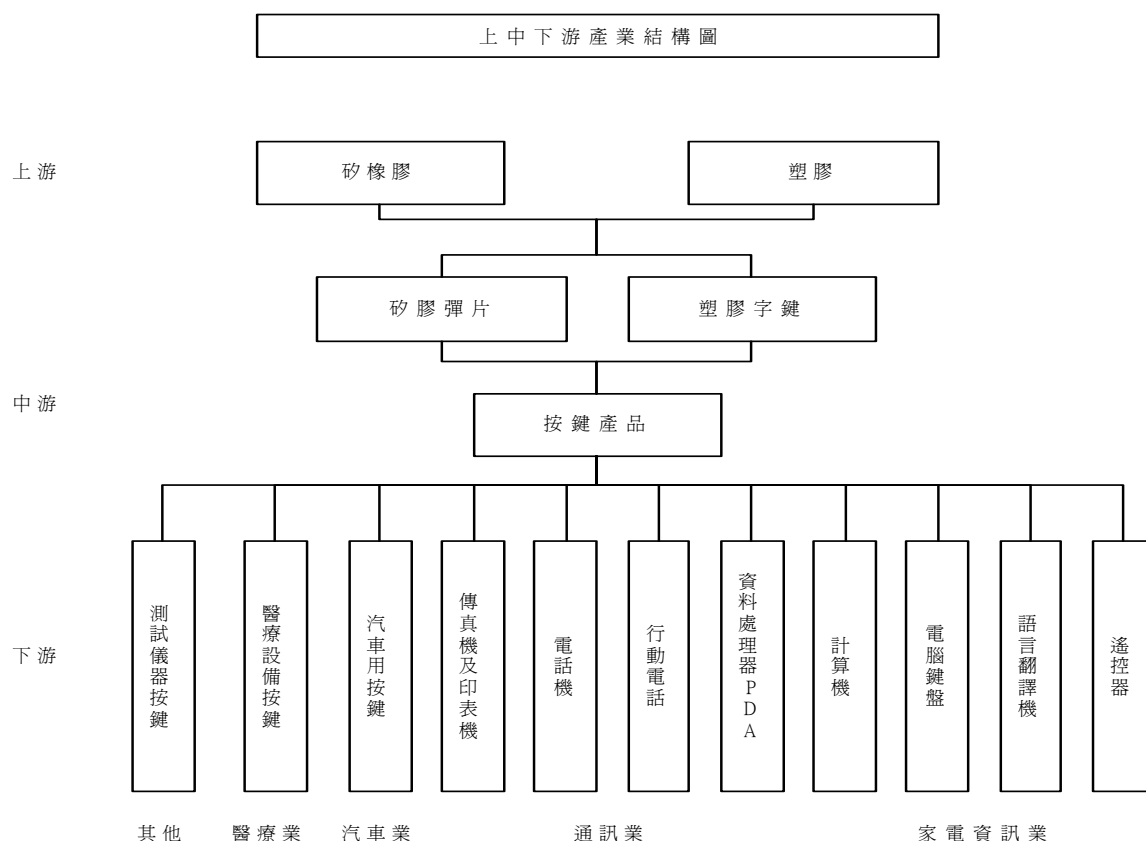 上中下游產業結構圖
上游
矽橡膠
塑膠
矽膠彈片
塑膠字鍵
中游
按鍵產品
下游
測試儀器按鍵
醫療設備按鍵
汽車用按鍵
傳真機及印表機
電話機
行動電話
資料處理器PDA
計算機
電腦鍵盤
語言翻譯機
遙控器
其他
醫療業
汽車業
通訊業
家電資訊業